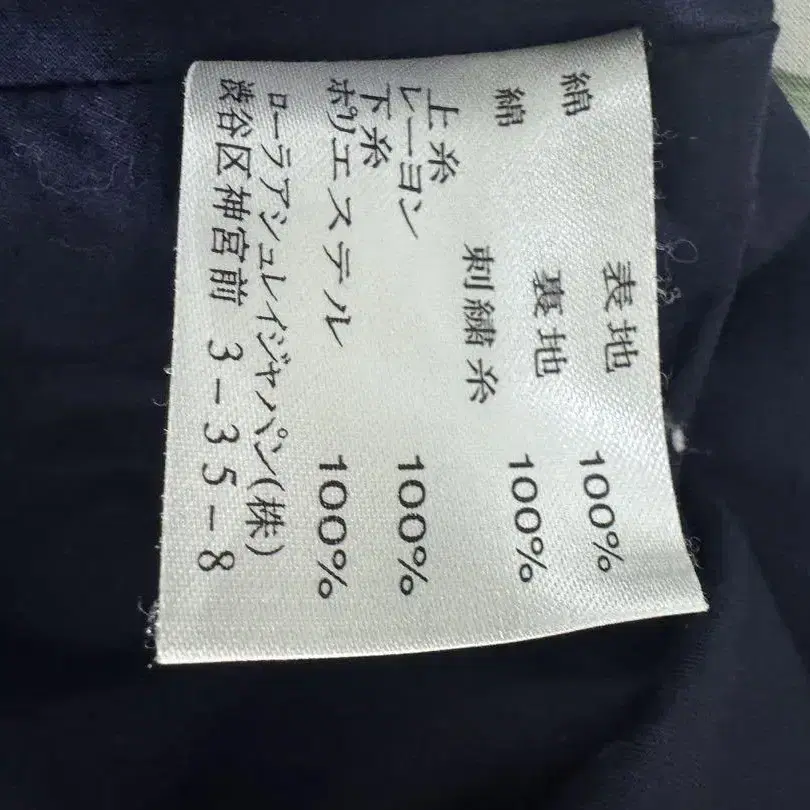 表地
綿 100%
裏地
綿 100%
刺繍糸
上糸
レーヨン 100%
下糸
ポリエステル 100%
ローラアシュレイジャパン(株)
渋谷区神宮前 3-35-8